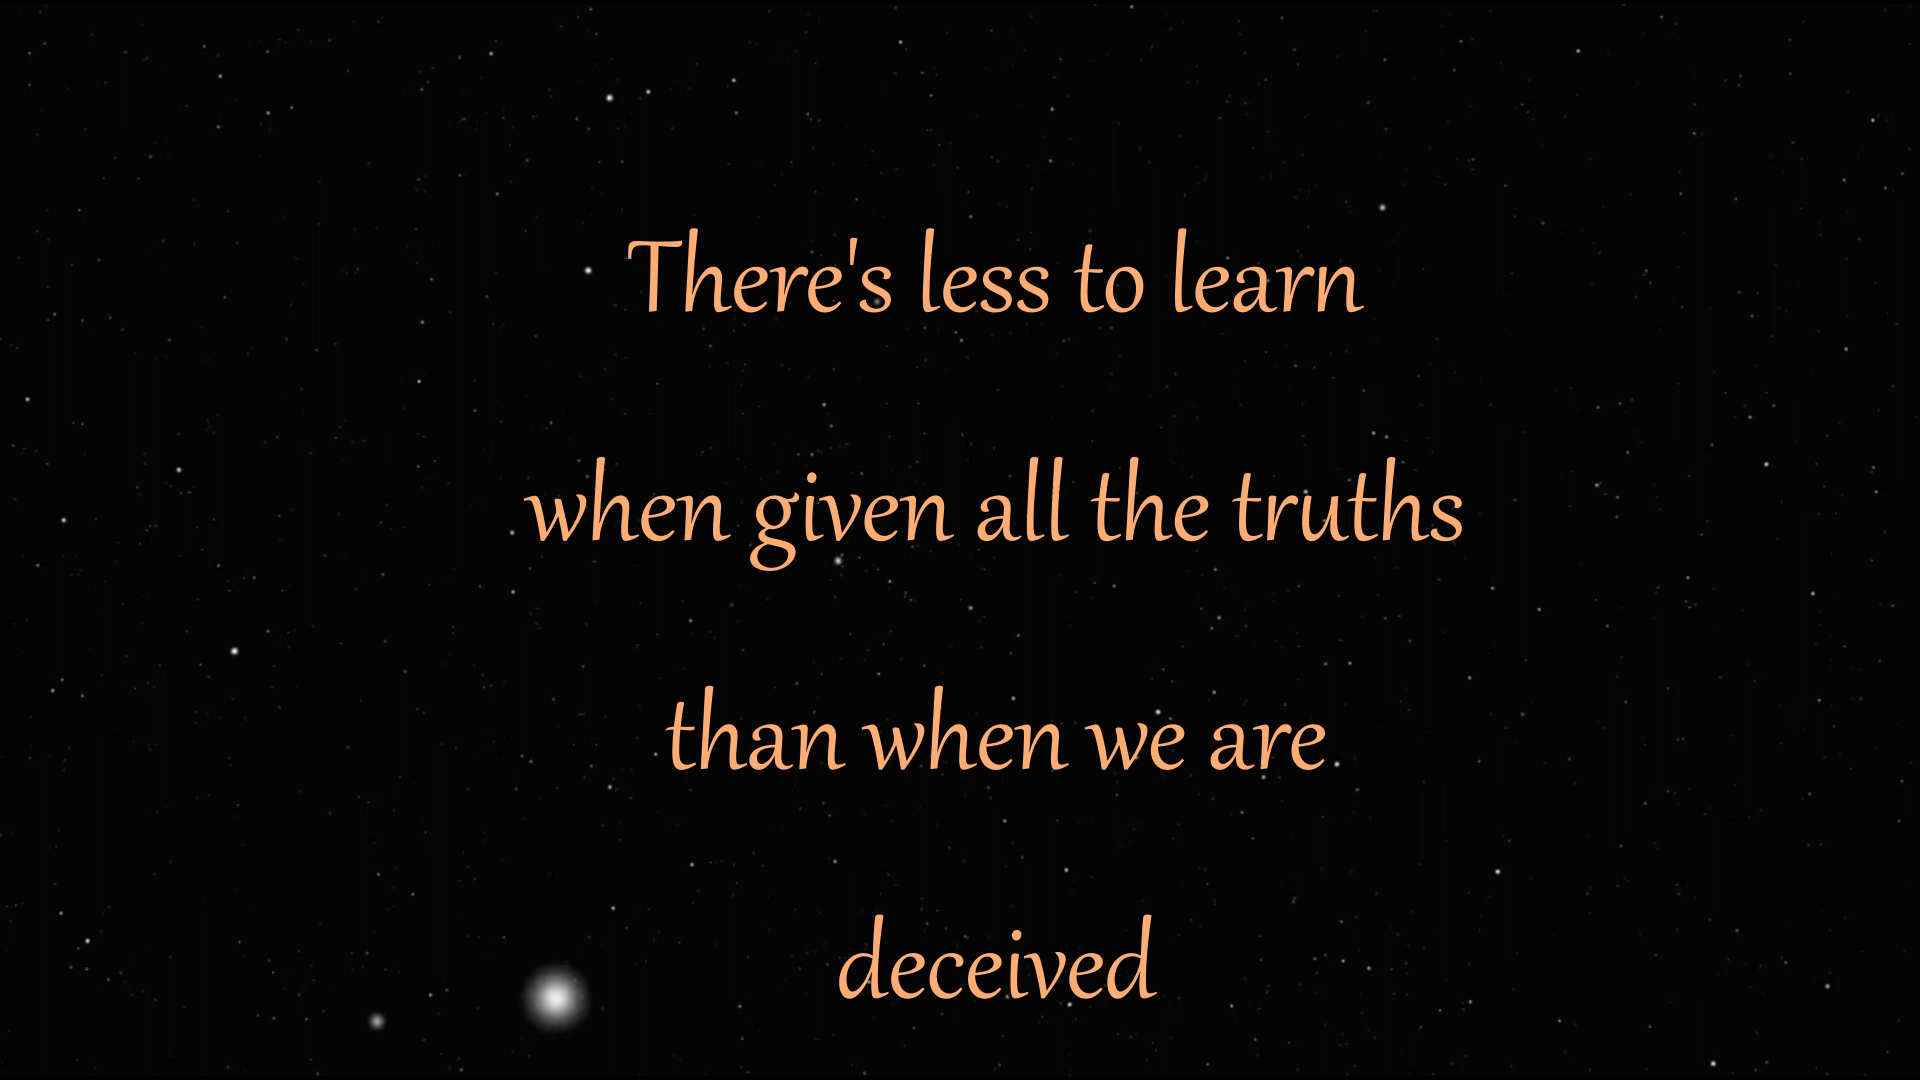 There's less to learn
when given all the truths
than when we are
deceived